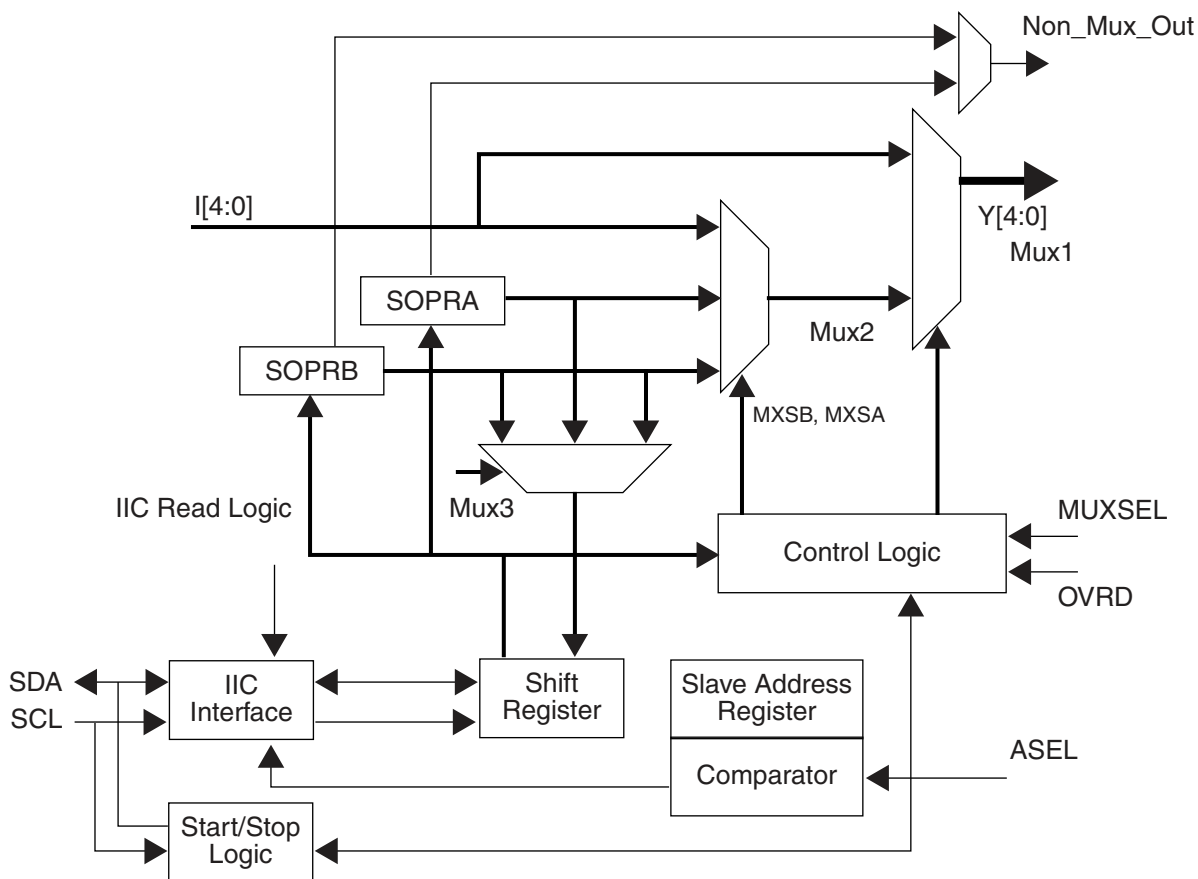 Non_Mux_Out
I[4:0]
Y[4:0]
Mux1
SOPRA
Mux2
SOPRB
MXSB, MXSA
IIC Read Logic
Mux3
MUXSEL
Control Logic
OVRD
SDA
SCL
IIC
Interface
Shift
Register
Slave Address
Register
Comparator
ASEL
Start/Stop
Logic